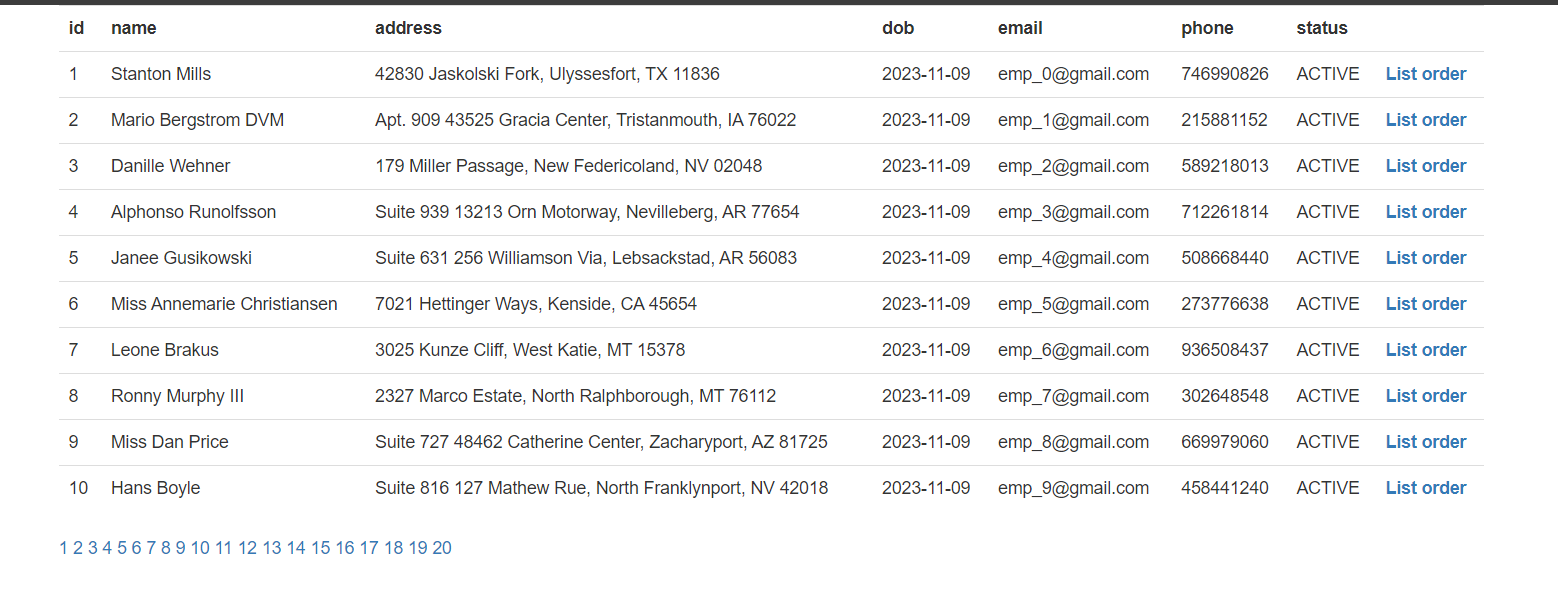 id name address dob email phone status
1 Stanton Mills 42830 Jaskolski Fork, Ulyssesfort, TX 11836 2023-11-09 emp_0@gmail.com 746990826 ACTIVE List order
2 Mario Bergstrom DVM Apt. 909 43525 Gracia Center, Tristanmouth, IA 76022 2023-11-09 emp_1@gmail.com 215881152 ACTIVE List order
3 Danille Wehner 179 Miller Passage, New Federicoland, NV 02048 2023-11-09 emp_2@gmail.com 589218013 ACTIVE List order
4 Alphonso Runolfsson Suite 939 13213 Orn Motorway, Nevilleberg, AR 77654 2023-11-09 emp_3@gmail.com 712261814 ACTIVE List order
5 Janee Gusikowski Suite 631 256 Williamson Via, Lebsackstad, AR 56083 2023-11-09 emp_4@gmail.com 508668440 ACTIVE List order
6 Miss Annemarie Christiansen 7021 Hettinger Ways, Kenside, CA 45654 2023-11-09 emp_5@gmail.com 273776638 ACTIVE List order
7 Leone Brakus 3025 Kunze Cliff, West Katie, MT 15378 2023-11-09 emp_6@gmail.com 936508437 ACTIVE List order
8 Ronny Murphy III 2327 Marco Estate, North Ralphborough, MT 76112 2023-11-09 emp_7@gmail.com 302648548 ACTIVE List order
9 Miss Dan Price Suite 727 48462 Catherine Center, Zacharyport, AZ 81725 2023-11-09 emp_8@gmail.com 669979060 ACTIVE List order
10 Hans Boyle Suite 816 127 Mathew Rue, North Franklynport, NV 42018 2023-11-09 emp_9@gmail.com 458441240 ACTIVE List order
1 2 3 4 5 6 7 8 9 10 11 12 13 14 15 16 17 18 19 20